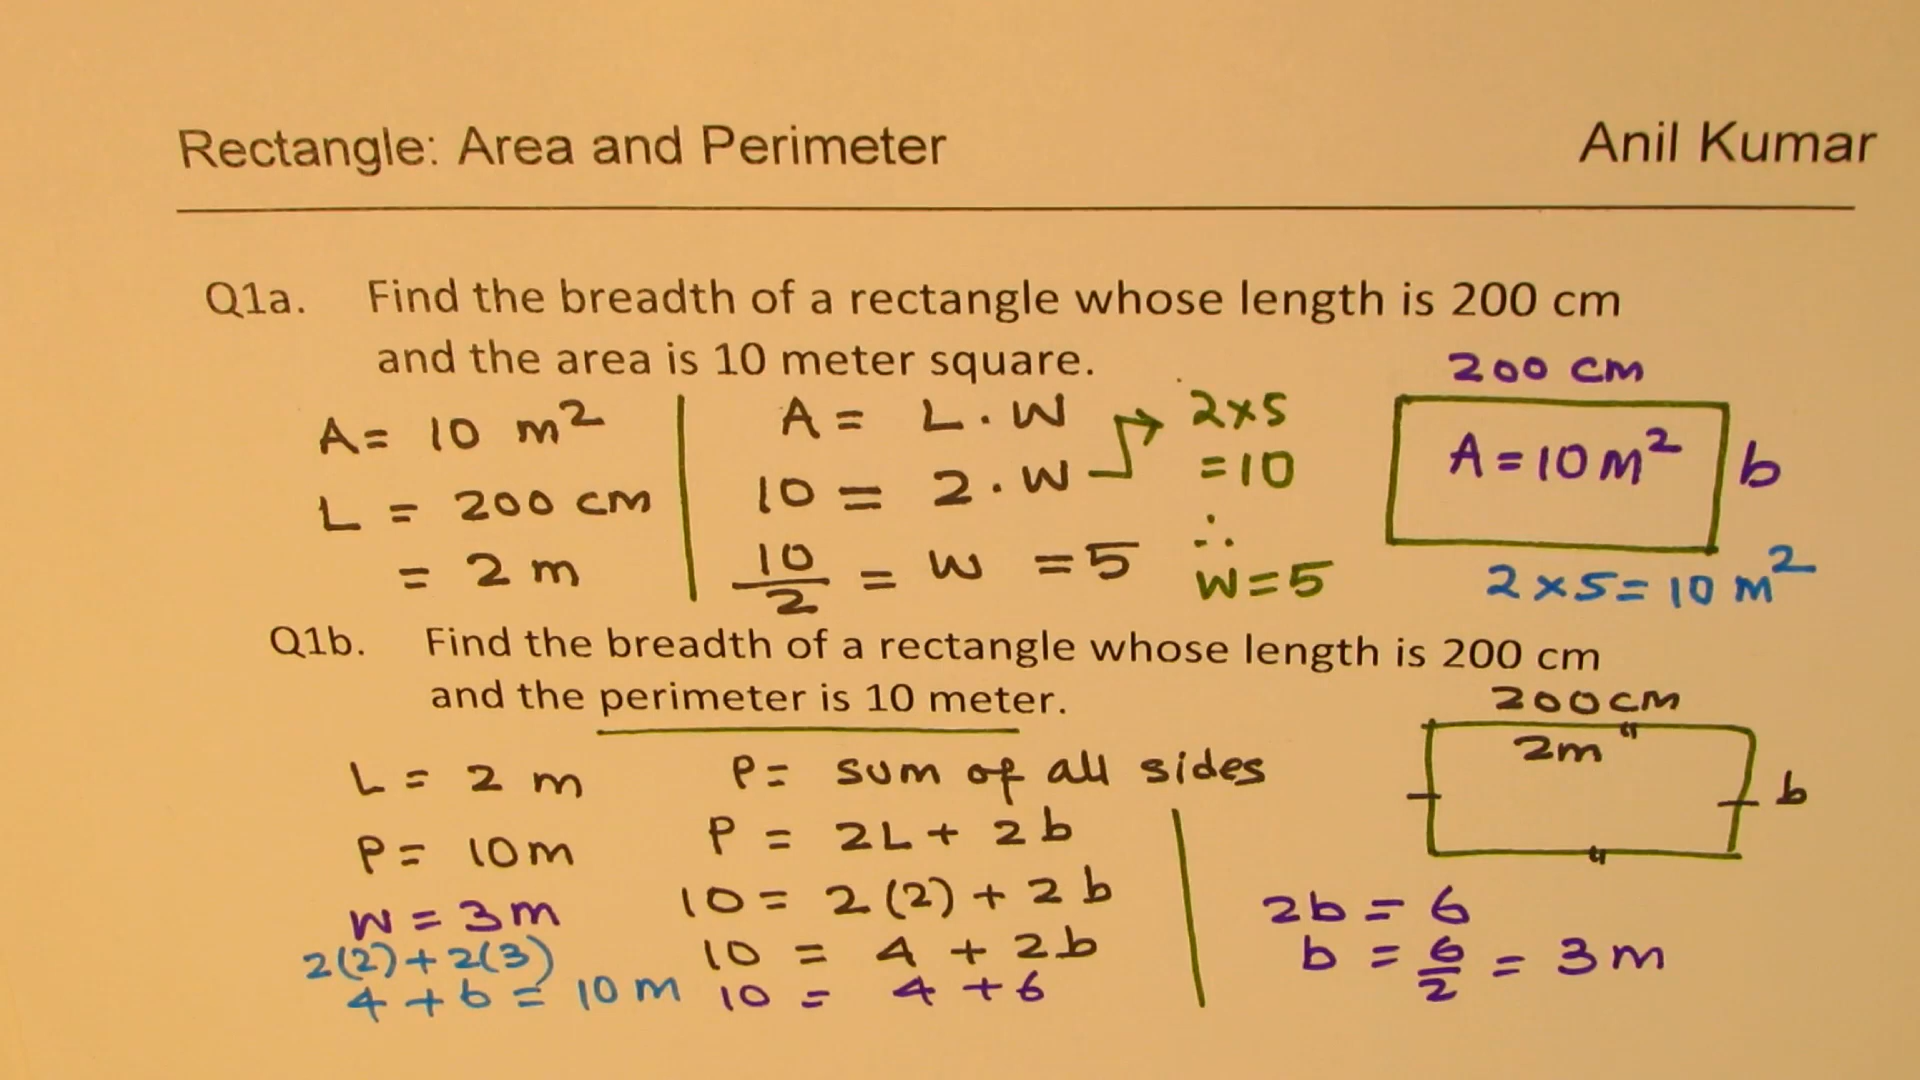 Rectangle: Area and Perimeter
Anil Kumar
Q1a. Find the breadth of a rectangle whose length is 200 cm
and the area is 10 meter square.
A = 10 m²
L = 200 cm
= 2 m
A = L . W
10 = 2 . W
10/2 = W = 5
2x5
=10
∴
W=5
200 cm
A=10m²
b
2x5=10 m²
Q1b. Find the breadth of a rectangle whose length is 200 cm
and the perimeter is 10 meter.
L = 2 m
P = 10m
W = 3m
2(2)+2(3)
4 + 6 = 10 m
P= sum of all sides
P = 2L + 2b
10 = 2(2) + 2b
10 = 4 + 2b
10 = 4 + 6
200cm
2m
b
2b = 6
b = 6/2 = 3m